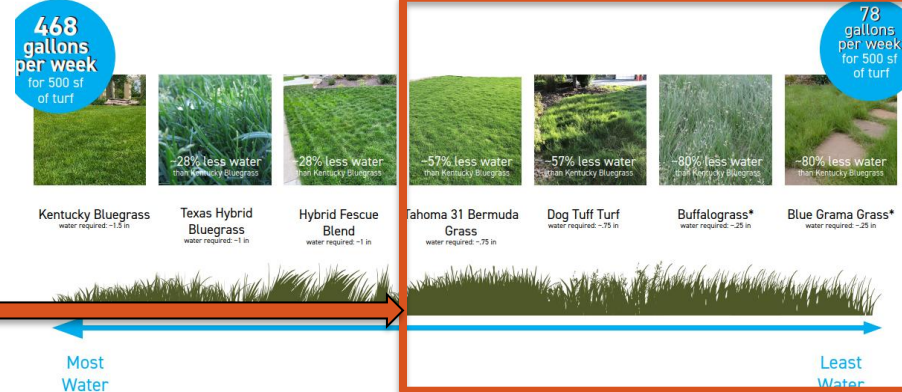 468
gallons
per week
for 500 sf
of turf
78
gallons
per week
for 500 sf
of turf
~28% less water
than Kentucky Bluegrass
~28% less water
than Kentucky Bluegrass
~57% less water
than Kentucky Bluegrass
~57% less water
than Kentucky Bluegrass
~80% less water
than Kentucky Bluegrass
~80% less water
than Kentucky Bluegrass
Kentucky Bluegrass
water required: ~1.5 in
Texas Hybrid
Bluegrass
water required: ~1 in
Hybrid Fescue
Blend
water required: ~1 in
Tahoma 31 Bermuda
Grass
water required: ~.75 in
Dog Tuff Turf
water required: ~.75 in
Buffalograss*
water required: ~.25 in
Blue Grama Grass*
water required: ~.25 in
Most
Water
Least
Water